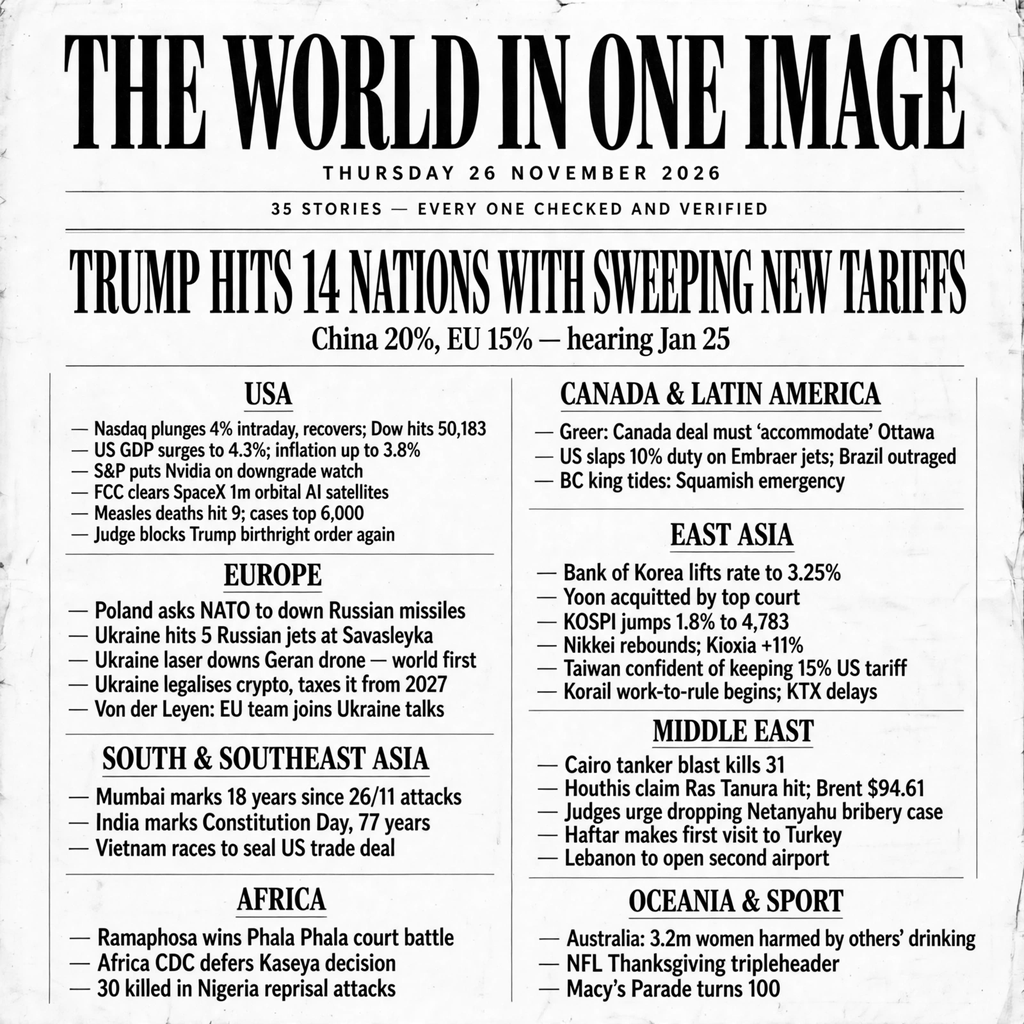 THE WORLD IN ONE IMAGE
THURSDAY 26 NOVEMBER 2026
35 STORIES — EVERY ONE CHECKED AND VERIFIED
TRUMP HITS 14 NATIONS WITH SWEEPING NEW TARIFFS
China 20%, EU 15% — hearing Jan 25
USA
— Nasdaq plunges 4% intraday, recovers; Dow hits 50,183
— US GDP surges to 4.3%; inflation up to 3.8%
— S&P puts Nvidia on downgrade watch
— FCC clears SpaceX 1m orbital AI satellites
— Measles deaths hit 9; cases top 6,000
— Judge blocks Trump birthright order again
EUROPE
— Poland asks NATO to down Russian missiles
— Ukraine hits 5 Russian jets at Savasleyka
— Ukraine laser downs Geran drone — world first
— Ukraine legalises crypto, taxes it from 2027
— Von der Leyen: EU team joins Ukraine talks
SOUTH & SOUTHEAST ASIA
— Mumbai marks 18 years since 26/11 attacks
— India marks Constitution Day, 77 years
— Vietnam races to seal US trade deal
AFRICA
— Ramaphosa wins Phala Phala court battle
— Africa CDC defers Kaseya decision
— 30 killed in Nigeria reprisal attacks
CANADA & LATIN AMERICA
— Greer: Canada deal must ‘accommodate’ Ottawa
— US slaps 10% duty on Embraer jets; Brazil outraged
— BC king tides: Squamish emergency
EAST ASIA
— Bank of Korea lifts rate to 3.25%
— Yoon acquitted by top court
— KOSPI jumps 1.8% to 4,783
— Nikkei rebounds; Kioxia +11%
— Taiwan confident of keeping 15% US tariff
— Korail work-to-rule begins; KTX delays
MIDDLE EAST
— Cairo tanker blast kills 31
— Houthis claim Ras Tanura hit; Brent $94.61
— Judges urge dropping Netanyahu bribery case
— Haftar makes first visit to Turkey
— Lebanon to open second airport
OCEANIA & SPORT
— Australia: 3.2m women harmed by others’ drinking
— NFL Thanksgiving tripleheader
— Macy’s Parade turns 100